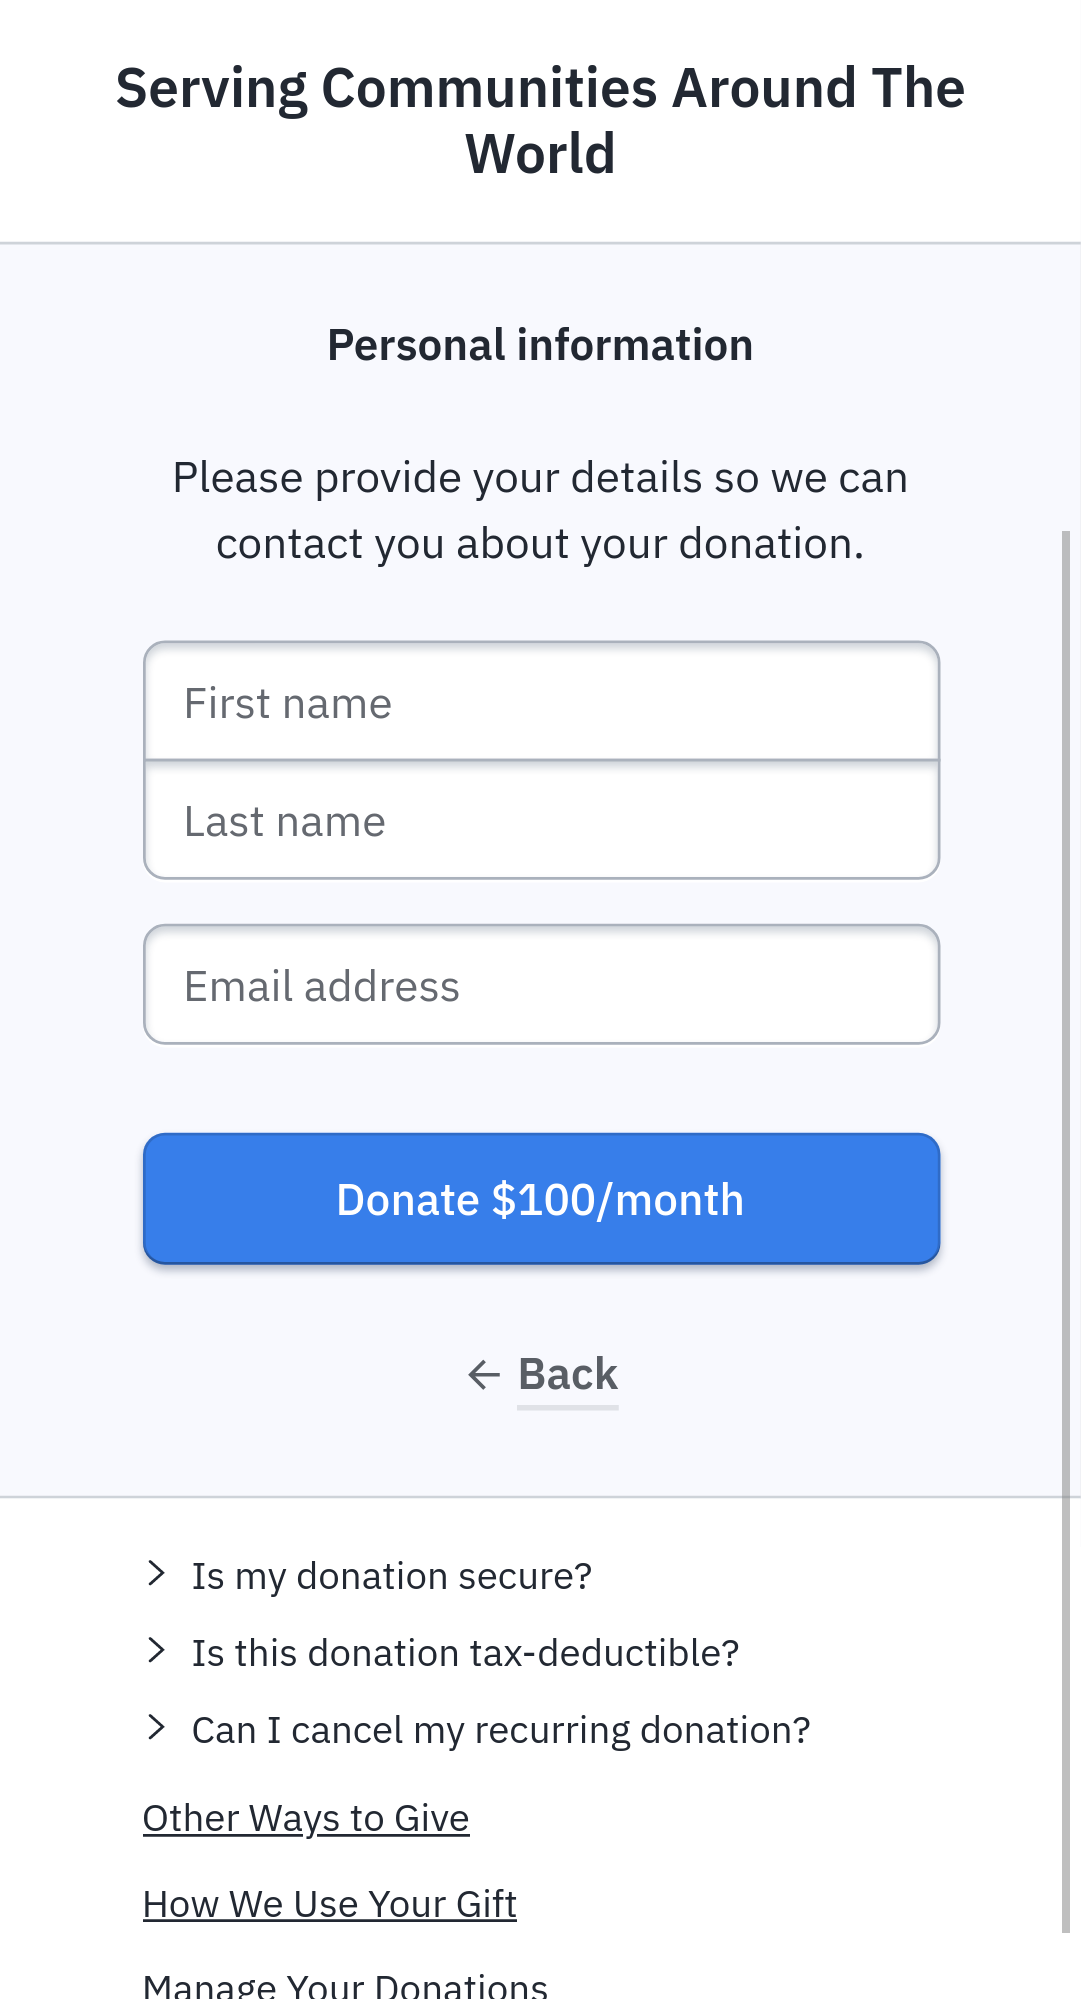 Serving Communities Around The
World
Personal information
Please provide your details so we can
contact you about your donation.
First name
Last name
Email address
Donate $100/month
← Back
Is my donation secure?
Is this donation tax-deductible?
Can I cancel my recurring donation?
Other Ways to Give
How We Use Your Gift
Manage Your Donations